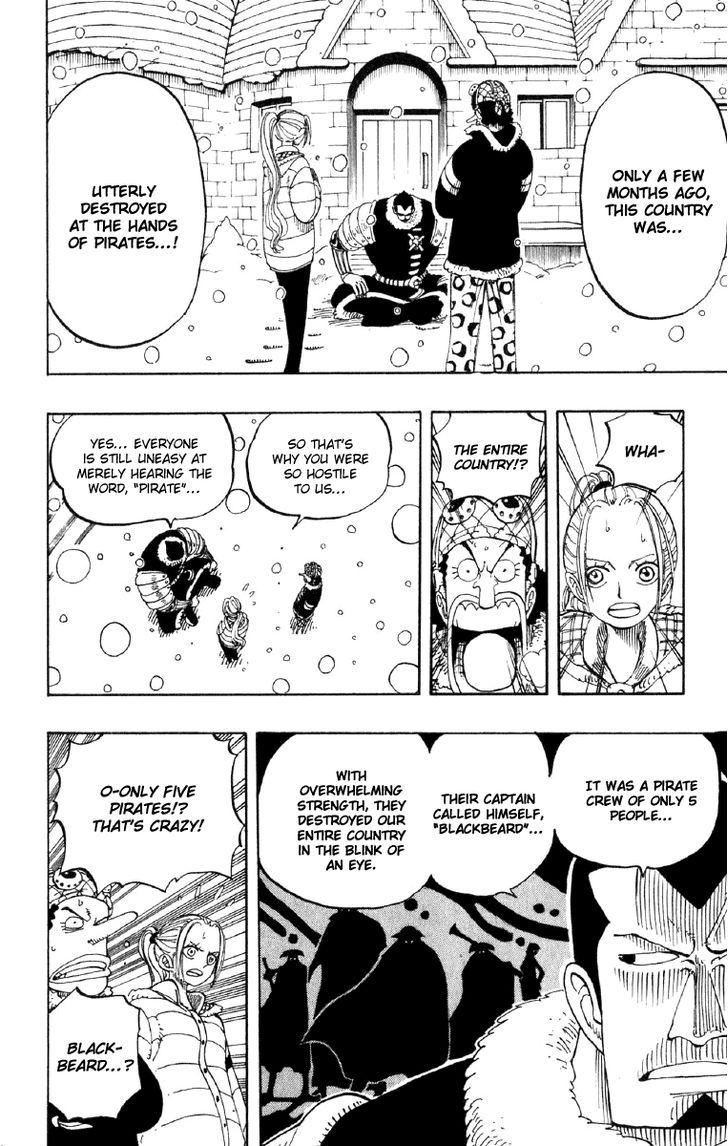 ONLY A FEW
MONTHS AGO,
THIS COUNTRY
WAS...
UTTERLY
DESTROYED
AT THE HANDS
OF PIRATES...!
WHA-
THE ENTIRE
COUNTRY!?
SO THAT'S
WHY YOU WERE
SO HOSTILE
TO US...
YES... EVERYONE
IS STILL UNEASY AT
MERELY HEARING THE
WORD, "PIRATE"...
IT WAS A PIRATE
CREW OF ONLY 5
PEOPLE...
THEIR CAPTAIN
CALLED HIMSELF,
"BLACKBEARD"...
WITH
OVERWHELMING
STRENGTH, THEY
DESTROYED OUR
ENTIRE COUNTRY
IN THE BLINK OF
AN EYE.
O-ONLY FIVE
PIRATES!?
THAT'S CRAZY!
BLACK-
BEARD...?